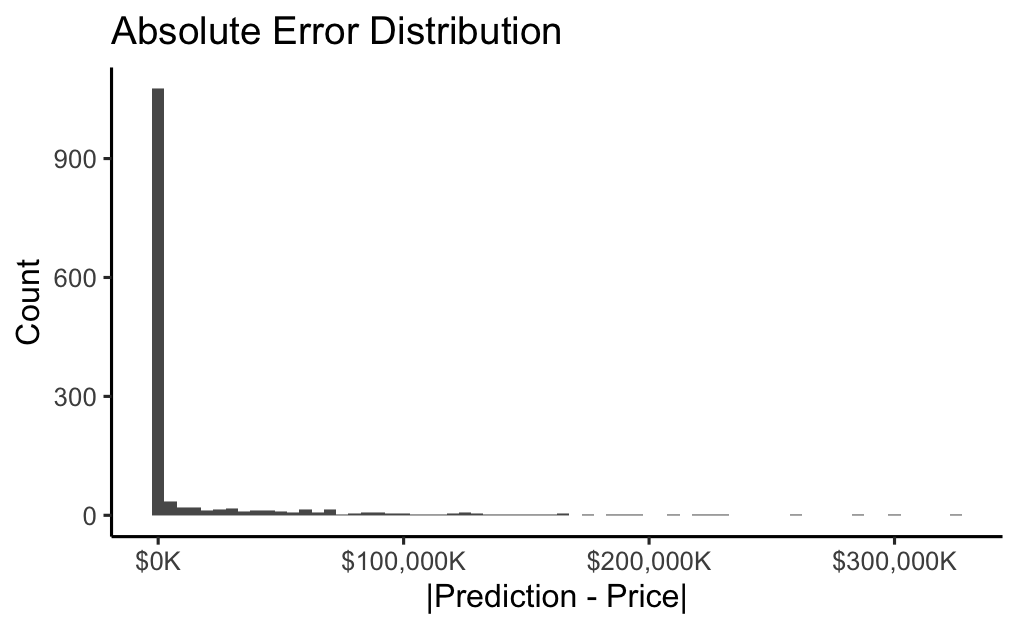 Absolute Error Distribution
Count
900
600
300
0
$0K $100,000K $200,000K $300,000K
|Prediction - Price|